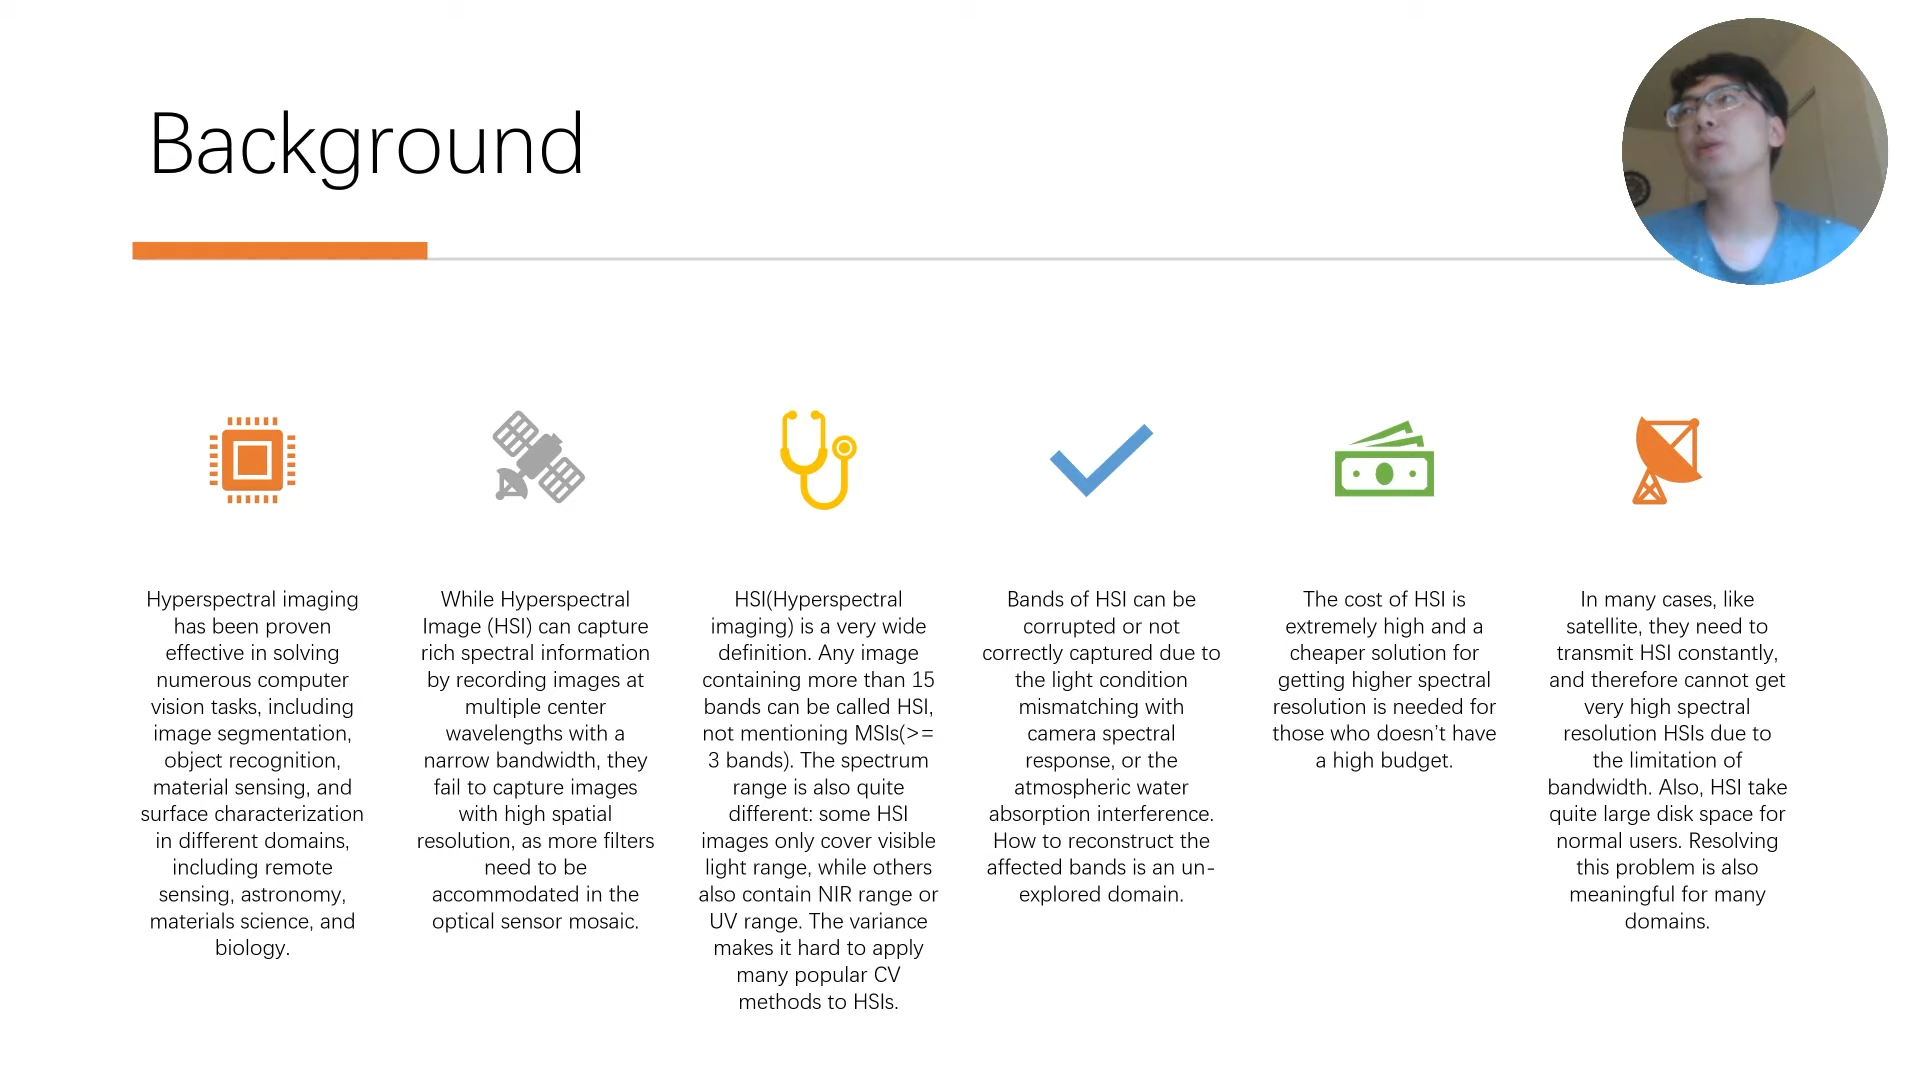 Background
Hyperspectral imaging
has been proven
effective in solving
numerous computer
vision tasks, including
image segmentation,
object recognition,
material sensing, and
surface characterization
in different domains,
including remote
sensing, astronomy,
materials science, and
biology.
While Hyperspectral
Image (HSI) can capture
rich spectral information
by recording images at
multiple center
wavelengths with a
narrow bandwidth, they
fail to capture images
with high spatial
resolution, as more filters
need to be
accommodated in the
optical sensor mosaic.
HSI(Hyperspectral
imaging) is a very wide
definition. Any image
containing more than 15
bands can be called HSI,
not mentioning MSIs(>=
3 bands). The spectrum
range is also quite
different: some HSI
images only cover visible
light range, while others
also contain NIR range or
UV range. The variance
makes it hard to apply
many popular CV
methods to HSIs.
Bands of HSI can be
corrupted or not
correctly captured due to
the light condition
mismatching with
camera spectral
response, or the
atmospheric water
absorption interference.
How to reconstruct the
affected bands is an un-
explored domain.
The cost of HSI is
extremely high and a
cheaper solution for
getting higher spectral
resolution is needed for
those who doesn't have
a high budget.
In many cases, like
satellite, they need to
transmit HSI constantly,
and therefore cannot get
very high spectral
resolution HSIs due to
the limitation of
bandwidth. Also, HSI take
quite large disk space for
normal users. Resolving
this problem is also
meaningful for many
domains.